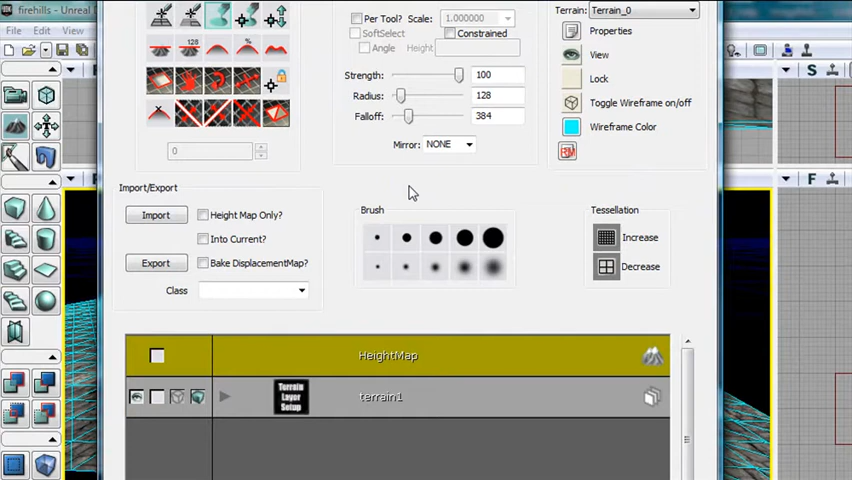 firehills - Unreal
File Edit View
Per Tool? Scale: 1.000000
SoftSelect Constrained
Angle Height
Strength: 100
Radius: 128
Falloff: 384
Mirror: NONE
0
128
%
Terrain: Terrain_0
Properties
View
Lock
Toggle Wireframe on/off
Wireframe Color
S
F
Import/Export
Import Height Map Only?
Into Current?
Export Bake DisplacementMap?
Class
Brush
Tessellation
Increase
Decrease
HeightMap
Terrain
Layer
Setup
terrain1